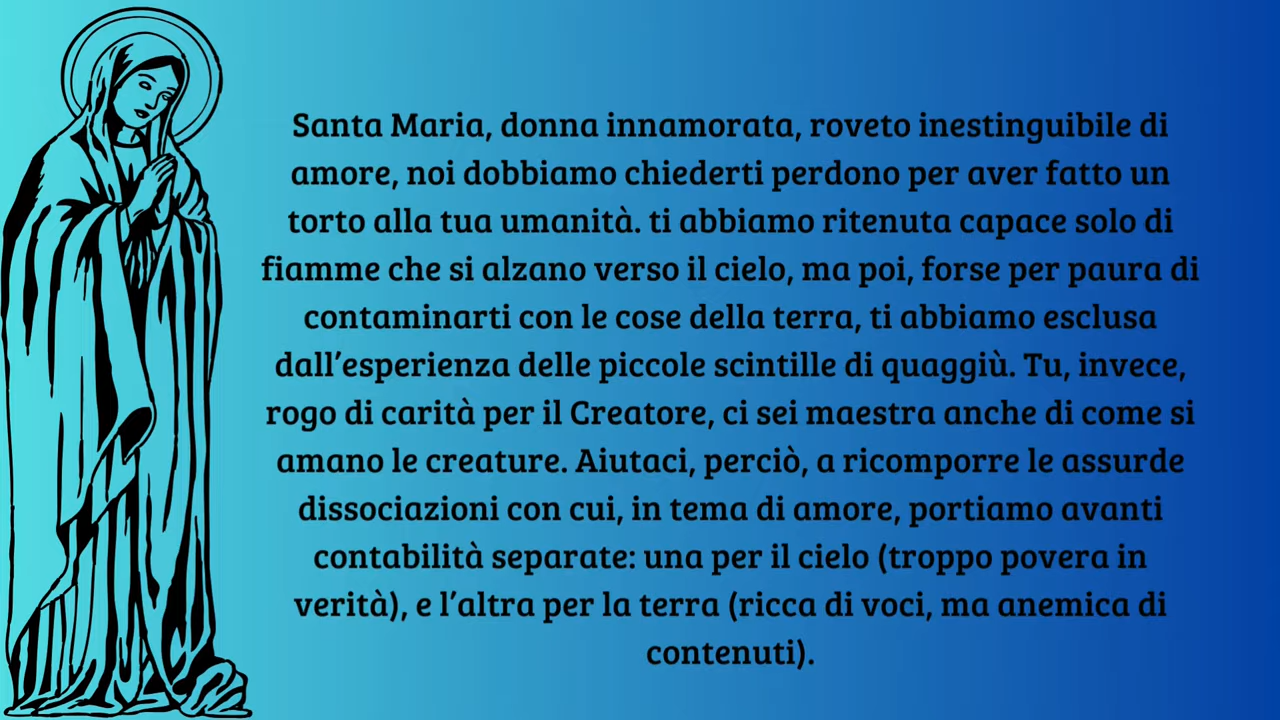 Santa Maria, donna innamorata, roveto inestinguibile di
amore, noi dobbiamo chiederti perdono per aver fatto un
torto alla tua umanità. ti abbiamo ritenuta capace solo di
fiamme che si alzano verso il cielo, ma poi, forse per paura di
contaminarti con le cose della terra, ti abbiamo esclusa
dall’esperienza delle piccole scintille di quaggiù. Tu, invece,
rogo di carità per il Creatore, ci sei maestra anche di come si
amano le creature. Aiutaci, perciò, a ricomporre le assurde
dissociazioni con cui, in tema di amore, portiamo avanti
contabilità separate: una per il cielo (troppo povera in
verità), e l’altra per la terra (ricca di voci, ma anemica di
contenuti).